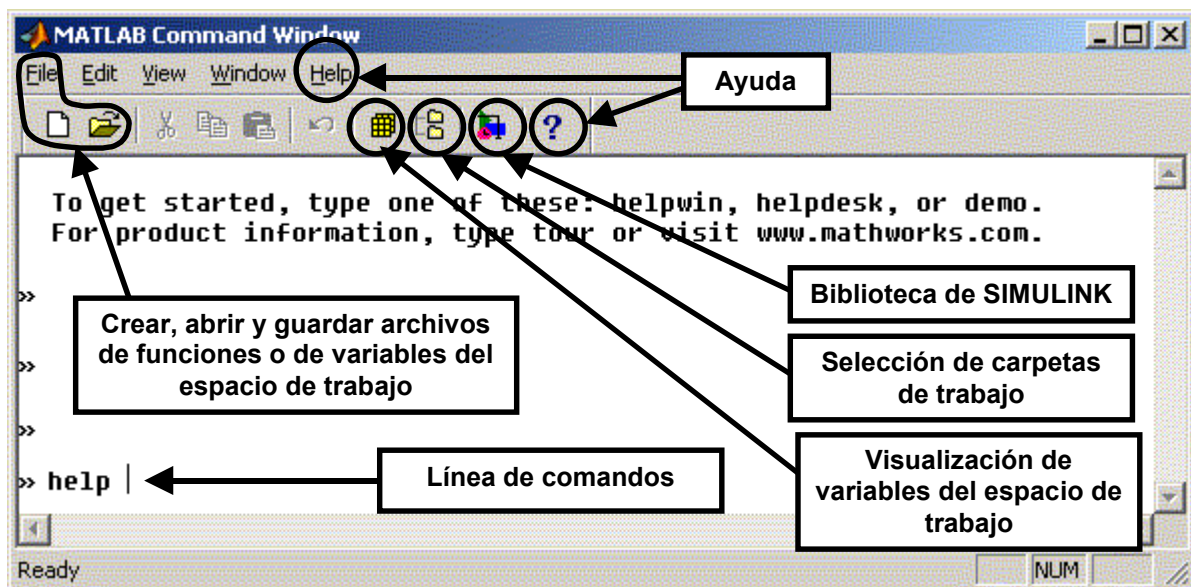 MATLAB Command Window
File Edit View Window Help
Ayuda
?
To get started, type one of these: helpwin, helpdesk, or demo.
For product information, type tour or visit www.mathworks.com.
»
Biblioteca de SIMULINK
Crear, abrir y guardar archivos
de funciones o de variables del
espacio de trabajo
»
Selección de carpetas
de trabajo
»
Visualización de
variables del espacio de
trabajo
» help
Línea de comandos
Ready
NUM